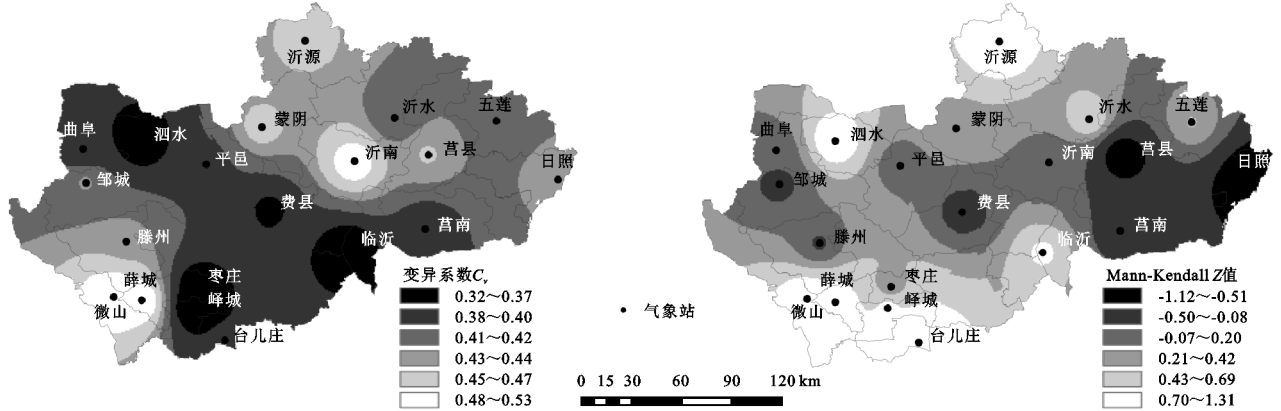 沂源
沂水
五莲
曲阜
泗水
蒙阴
平邑
沂南
莒县
日照
邹城
费县
莒南
滕州
临沂
薛城
枣庄
峄城
微山
台儿庄
变异系数Cv
0.32～0.37
0.38～0.40
0.41～0.42
0.43～0.44
0.45～0.47
0.48～0.53
气象站
0 15 30 60 90 120 km
沂源
沂水
五莲
曲阜
泗水
蒙阴
平邑
沂南
莒县
日照
邹城
费县
莒南
滕州
临沂
薛城
枣庄
峄城
微山
台儿庄
Mann-Kendall Z值
-1.12～-0.51
-0.50～-0.08
-0.07～0.20
0.21～0.42
0.43～0.69
0.70～1.31